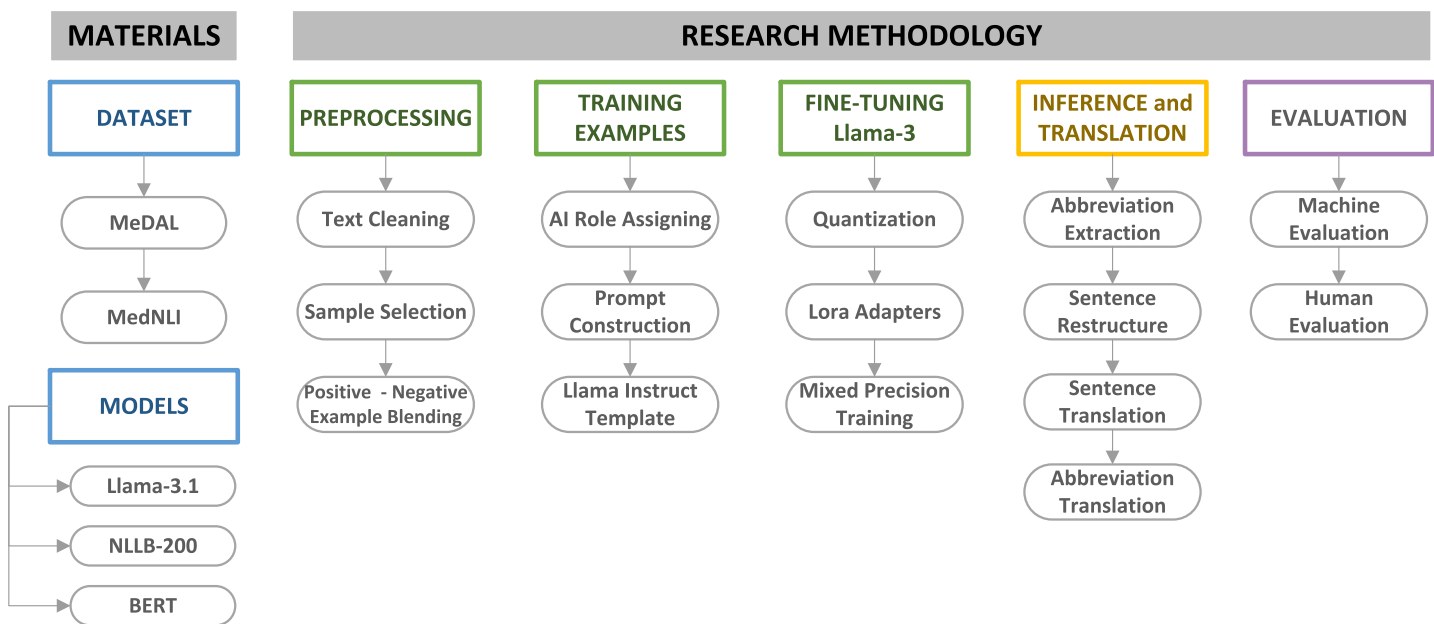 MATERIALS
DATASET
MeDAL
MedNLI
MODELS
Llama-3.1
NLLB-200
BERT
RESEARCH METHODOLOGY
PREPROCESSING
Text Cleaning
Sample Selection
Positive - Negative
Example Blending
TRAINING
EXAMPLES
AI Role Assigning
Prompt
Construction
Llama Instruct
Template
FINE-TUNING
Llama-3
Quantization
Lora Adapters
Mixed Precision
Training
INFERENCE and
TRANSLATION
Abbreviation
Extraction
Sentence
Restructure
Sentence
Translation
Abbreviation
Translation
EVALUATION
Machine
Evaluation
Human
Evaluation